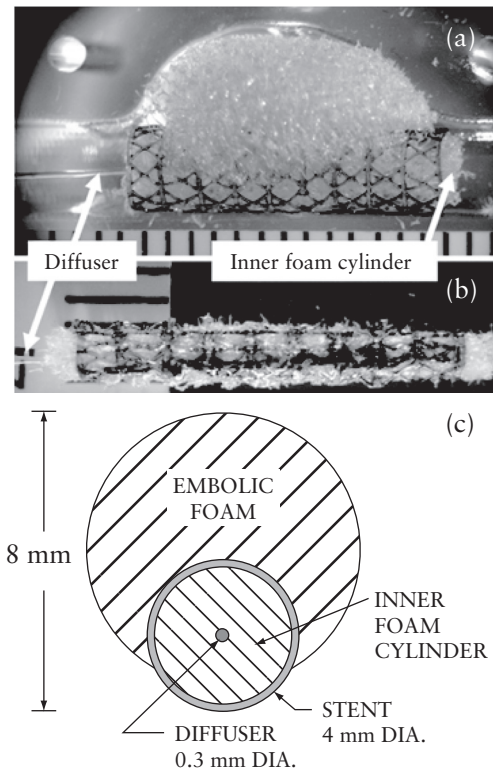 (a)
Diffuser
Inner foam cylinder
(b)
(c)
EMBOLIC
FOAM
8 mm
INNER
FOAM
CYLINDER
STENT
4 mm DIA.
DIFFUSER
0.3 mm DIA.